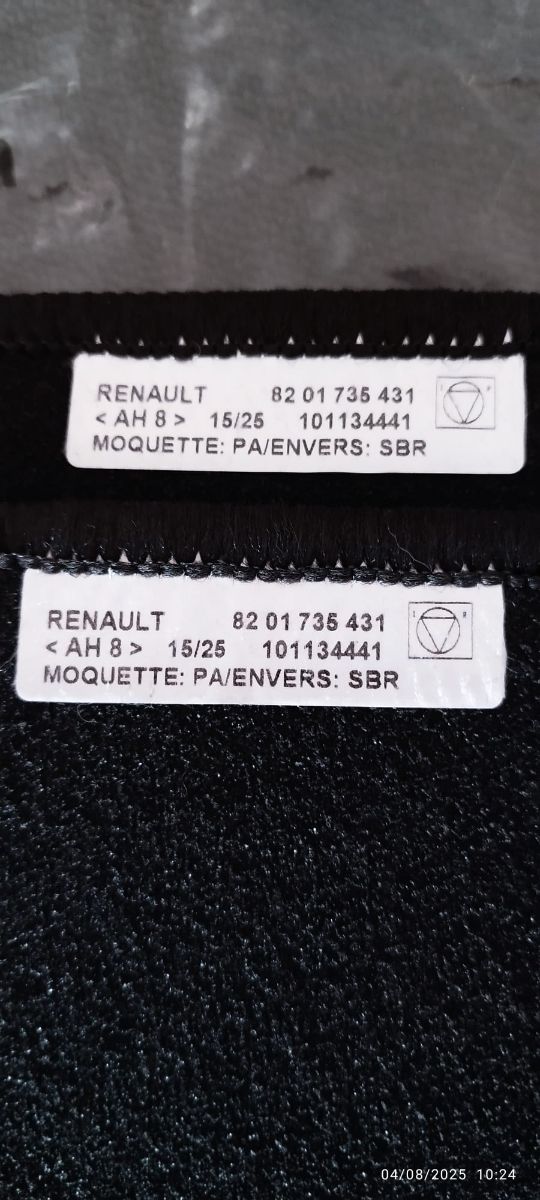 RENAULT 82 01 735 431
< AH 8 > 15/25 101134441
MOQUETTE: PA/ENVERS: SBR
RENAULT 82 01 735 431
< AH 8 > 15/25 101134441
MOQUETTE: PA/ENVERS: SBR
04/08/2025 10:24